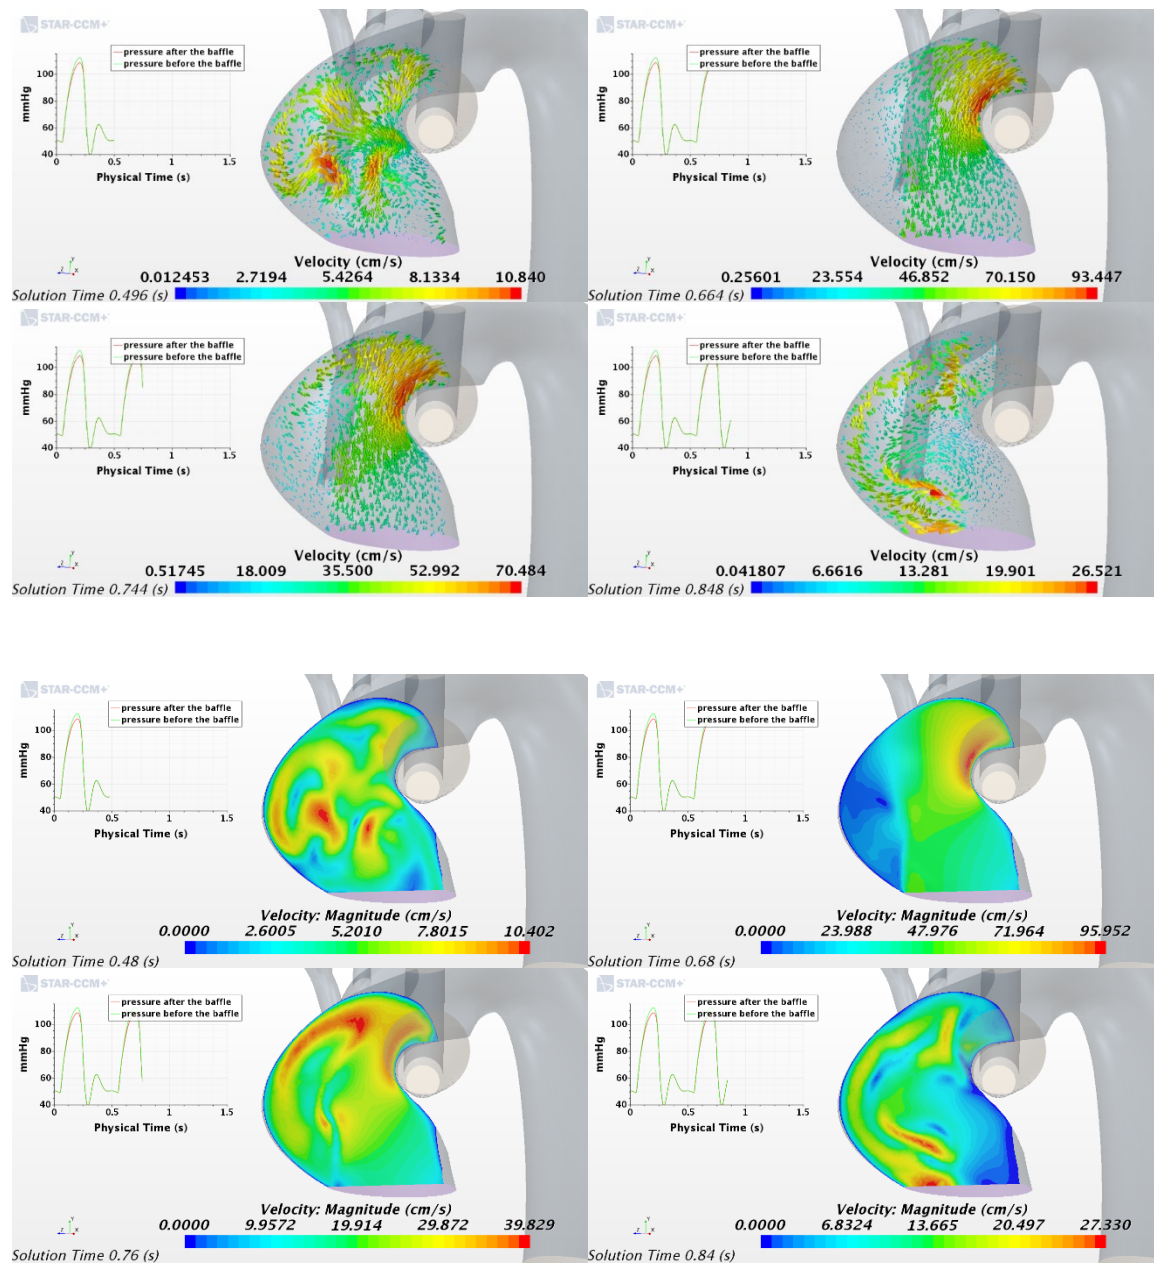 STAR-CCM+
pressure after the baffle
pressure before the baffle
mmHg
100
80
60
40
0
0.5
1
1.5
Physical Time (s)
Velocity (cm/s)
0.012453 2.7194 5.4264 8.1334 10.840
Solution Time 0.496 (s)
STAR-CCM+
pressure after the baffle
pressure before the baffle
mmHg
100
80
60
40
0
0.5
1
1.5
Physical Time (s)
Velocity (cm/s)
0.25601 23.554 46.852 70.150 93.447
Solution Time 0.664 (s)
STAR-CCM+
pressure after the baffle
pressure before the baffle
mmHg
100
80
60
40
0
0.5
1
1.5
Physical Time (s)
Velocity (cm/s)
0.51745 18.009 35.500 52.992 70.484
Solution Time 0.744 (s)
STAR-CCM+
pressure after the baffle
pressure before the baffle
mmHg
100
80
60
40
0
0.5
1
1.5
Physical Time (s)
Velocity (cm/s)
0.041807 6.6616 13.281 19.901 26.521
Solution Time 0.848 (s)
STAR-CCM+
pressure after the baffle
pressure before the baffle
mmHg
100
80
60
40
0
0.5
1
1.5
Physical Time (s)
Velocity: Magnitude (cm/s)
0.0000 2.6005 5.2010 7.8015 10.402
Solution Time 0.48 (s)
STAR-CCM+
pressure after the baffle
pressure before the baffle
mmHg
100
80
60
40
0
0.5
1
1.5
Physical Time (s)
Velocity: Magnitude (cm/s)
0.0000 23.988 47.976 71.964 95.952
Solution Time 0.68 (s)
STAR-CCM+
pressure after the baffle
pressure before the baffle
mmHg
100
80
60
40
0
0.5
1
1.5
Physical Time (s)
Velocity: Magnitude (cm/s)
0.0000 9.9572 19.914 29.872 39.829
Solution Time 0.76 (s)
STAR-CCM+
pressure after the baffle
pressure before the baffle
mmHg
100
80
60
40
0
0.5
1
1.5
Physical Time (s)
Velocity: Magnitude (cm/s)
0.0000 6.8324 13.665 20.497 27.330
Solution Time 0.84 (s)